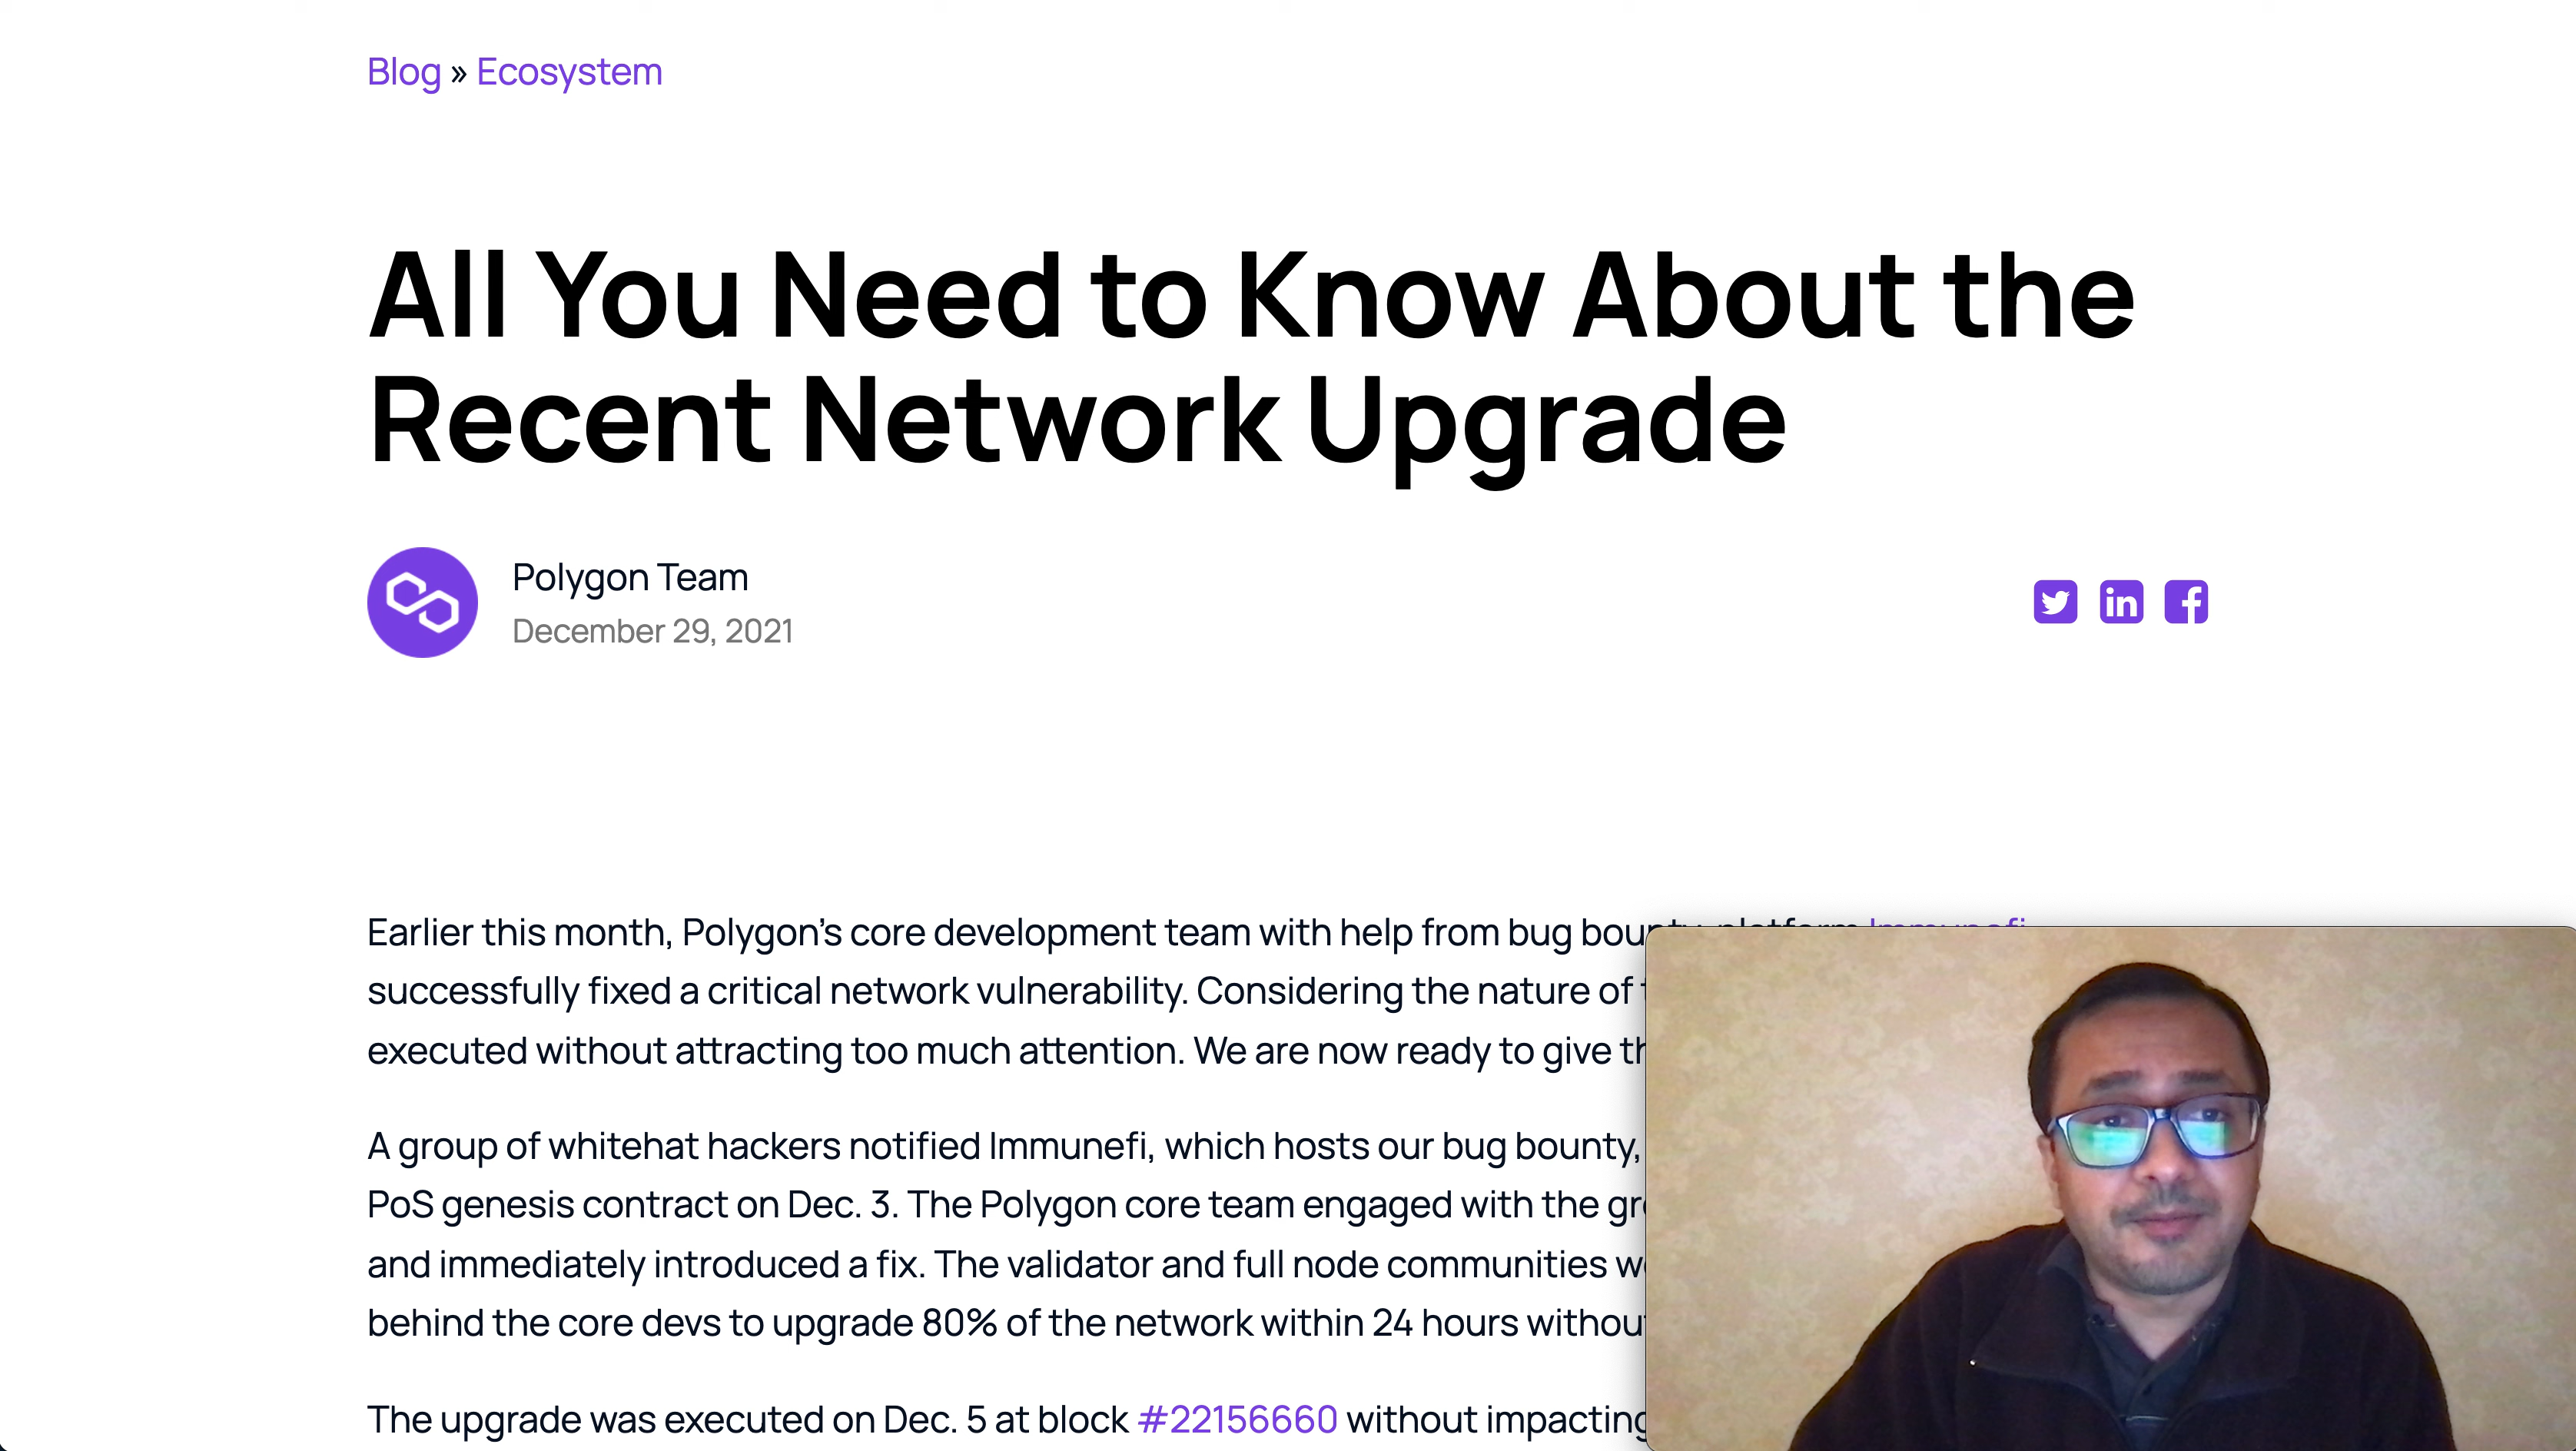 Blog » Ecosystem
All You Need to Know About the
Recent Network Upgrade
Polygon Team
December 29, 2021
Earlier this month, Polygon’s core development team with help from bug bounty platform Immunefi
successfully fixed a critical network vulnerability. Considering the nature of
executed without attracting too much attention. We are now ready to give
A group of whitehat hackers notified Immunefi, which hosts our bug bounty,
PoS genesis contract on Dec. 3. The Polygon core team engaged with the
and immediately introduced a fix. The validator and full node communities
behind the core devs to upgrade 80% of the network within 24 hours without
The upgrade was executed on Dec. 5 at block #22156660 without impacting